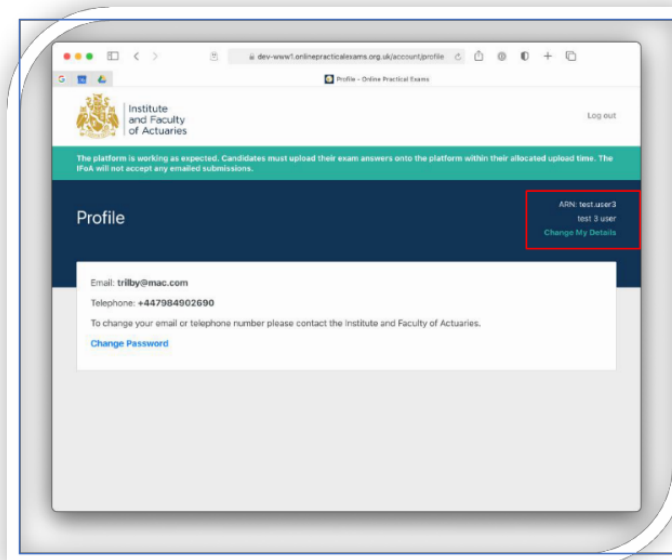 dev-www1.onlinepracticalexams.org.uk/account/profile
Profile – Online Practical Exams
Institute
and Faculty
of Actuaries
Log out
The platform is working as expected. Candidates must upload their exam answers onto the platform within their allocated upload time. The
IFoA will not accept any emailed submissions.
Profile
ARN: test.user3
test 3 user
Change My Details
Email: trilby@mac.com
Telephone: +447984902690
To change your email or telephone number please contact the Institute and Faculty of Actuaries.
Change Password